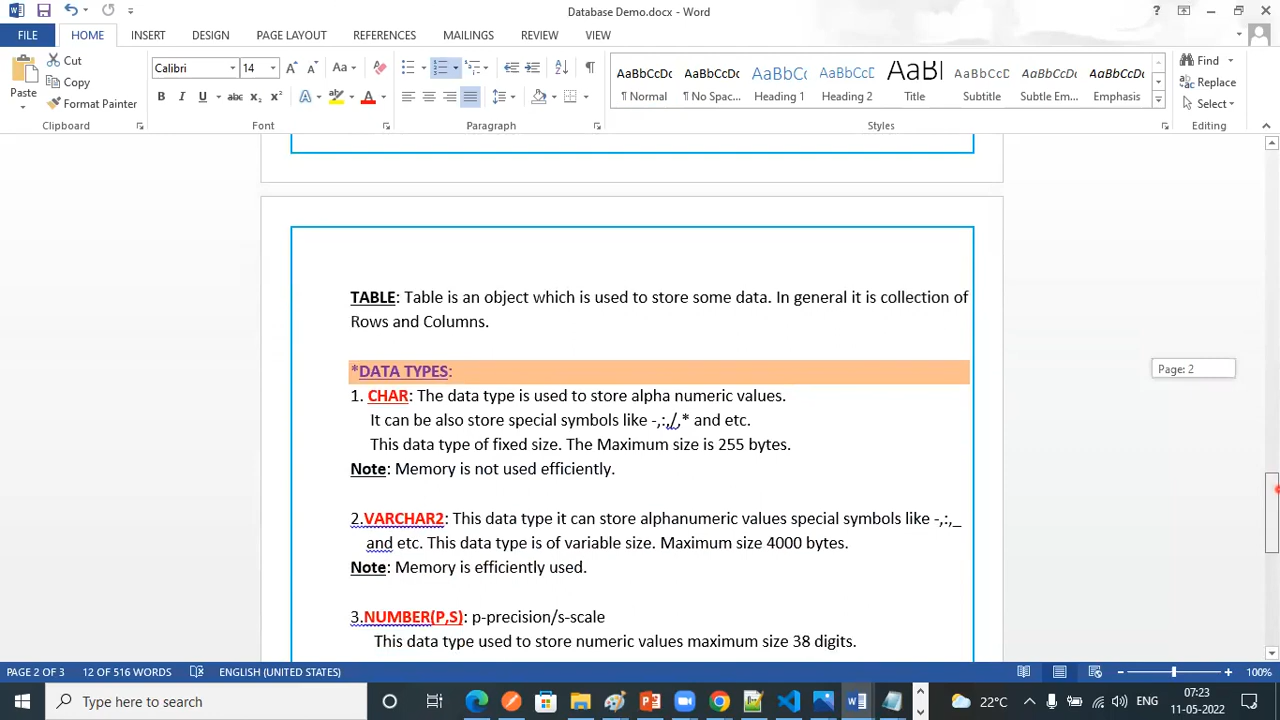 Database Demo.docx - Word
FILE HOME INSERT DESIGN PAGE LAYOUT REFERENCES MAILINGS REVIEW VIEW
Cut
Copy
Format Painter
Paste
Calibri 14
AaBbCcDc AaBbCcDc AaBbCc AaBbCcD AaBl AaBbCcD AaBbCcDc AaBbCcDc
¶ Normal ¶ No Spac... Heading 1 Heading 2 Title Subtitle Subtle Em... Emphasis
Find
Replace
Select
Clipboard Font Paragraph Styles Editing
TABLE: Table is an object which is used to store some data. In general it is collection of
Rows and Columns.
Page: 2
*DATA TYPES:
1. CHAR: The data type is used to store alpha numeric values.
It can be also store special symbols like -,:,/,* and etc.
This data type of fixed size. The Maximum size is 255 bytes.
Note: Memory is not used efficiently.
2.VARCHAR2: This data type it can store alphanumeric values special symbols like -,:,_
and etc. This data type is of variable size. Maximum size 4000 bytes.
Note: Memory is efficiently used.
3.NUMBER(P,S): p-precision/s-scale
This data type used to store numeric values maximum size 38 digits.
PAGE 2 OF 3 12 OF 516 WORDS ENGLISH (UNITED STATES) 100%
Type here to search
22°C ENG
07:23
11-05-2022